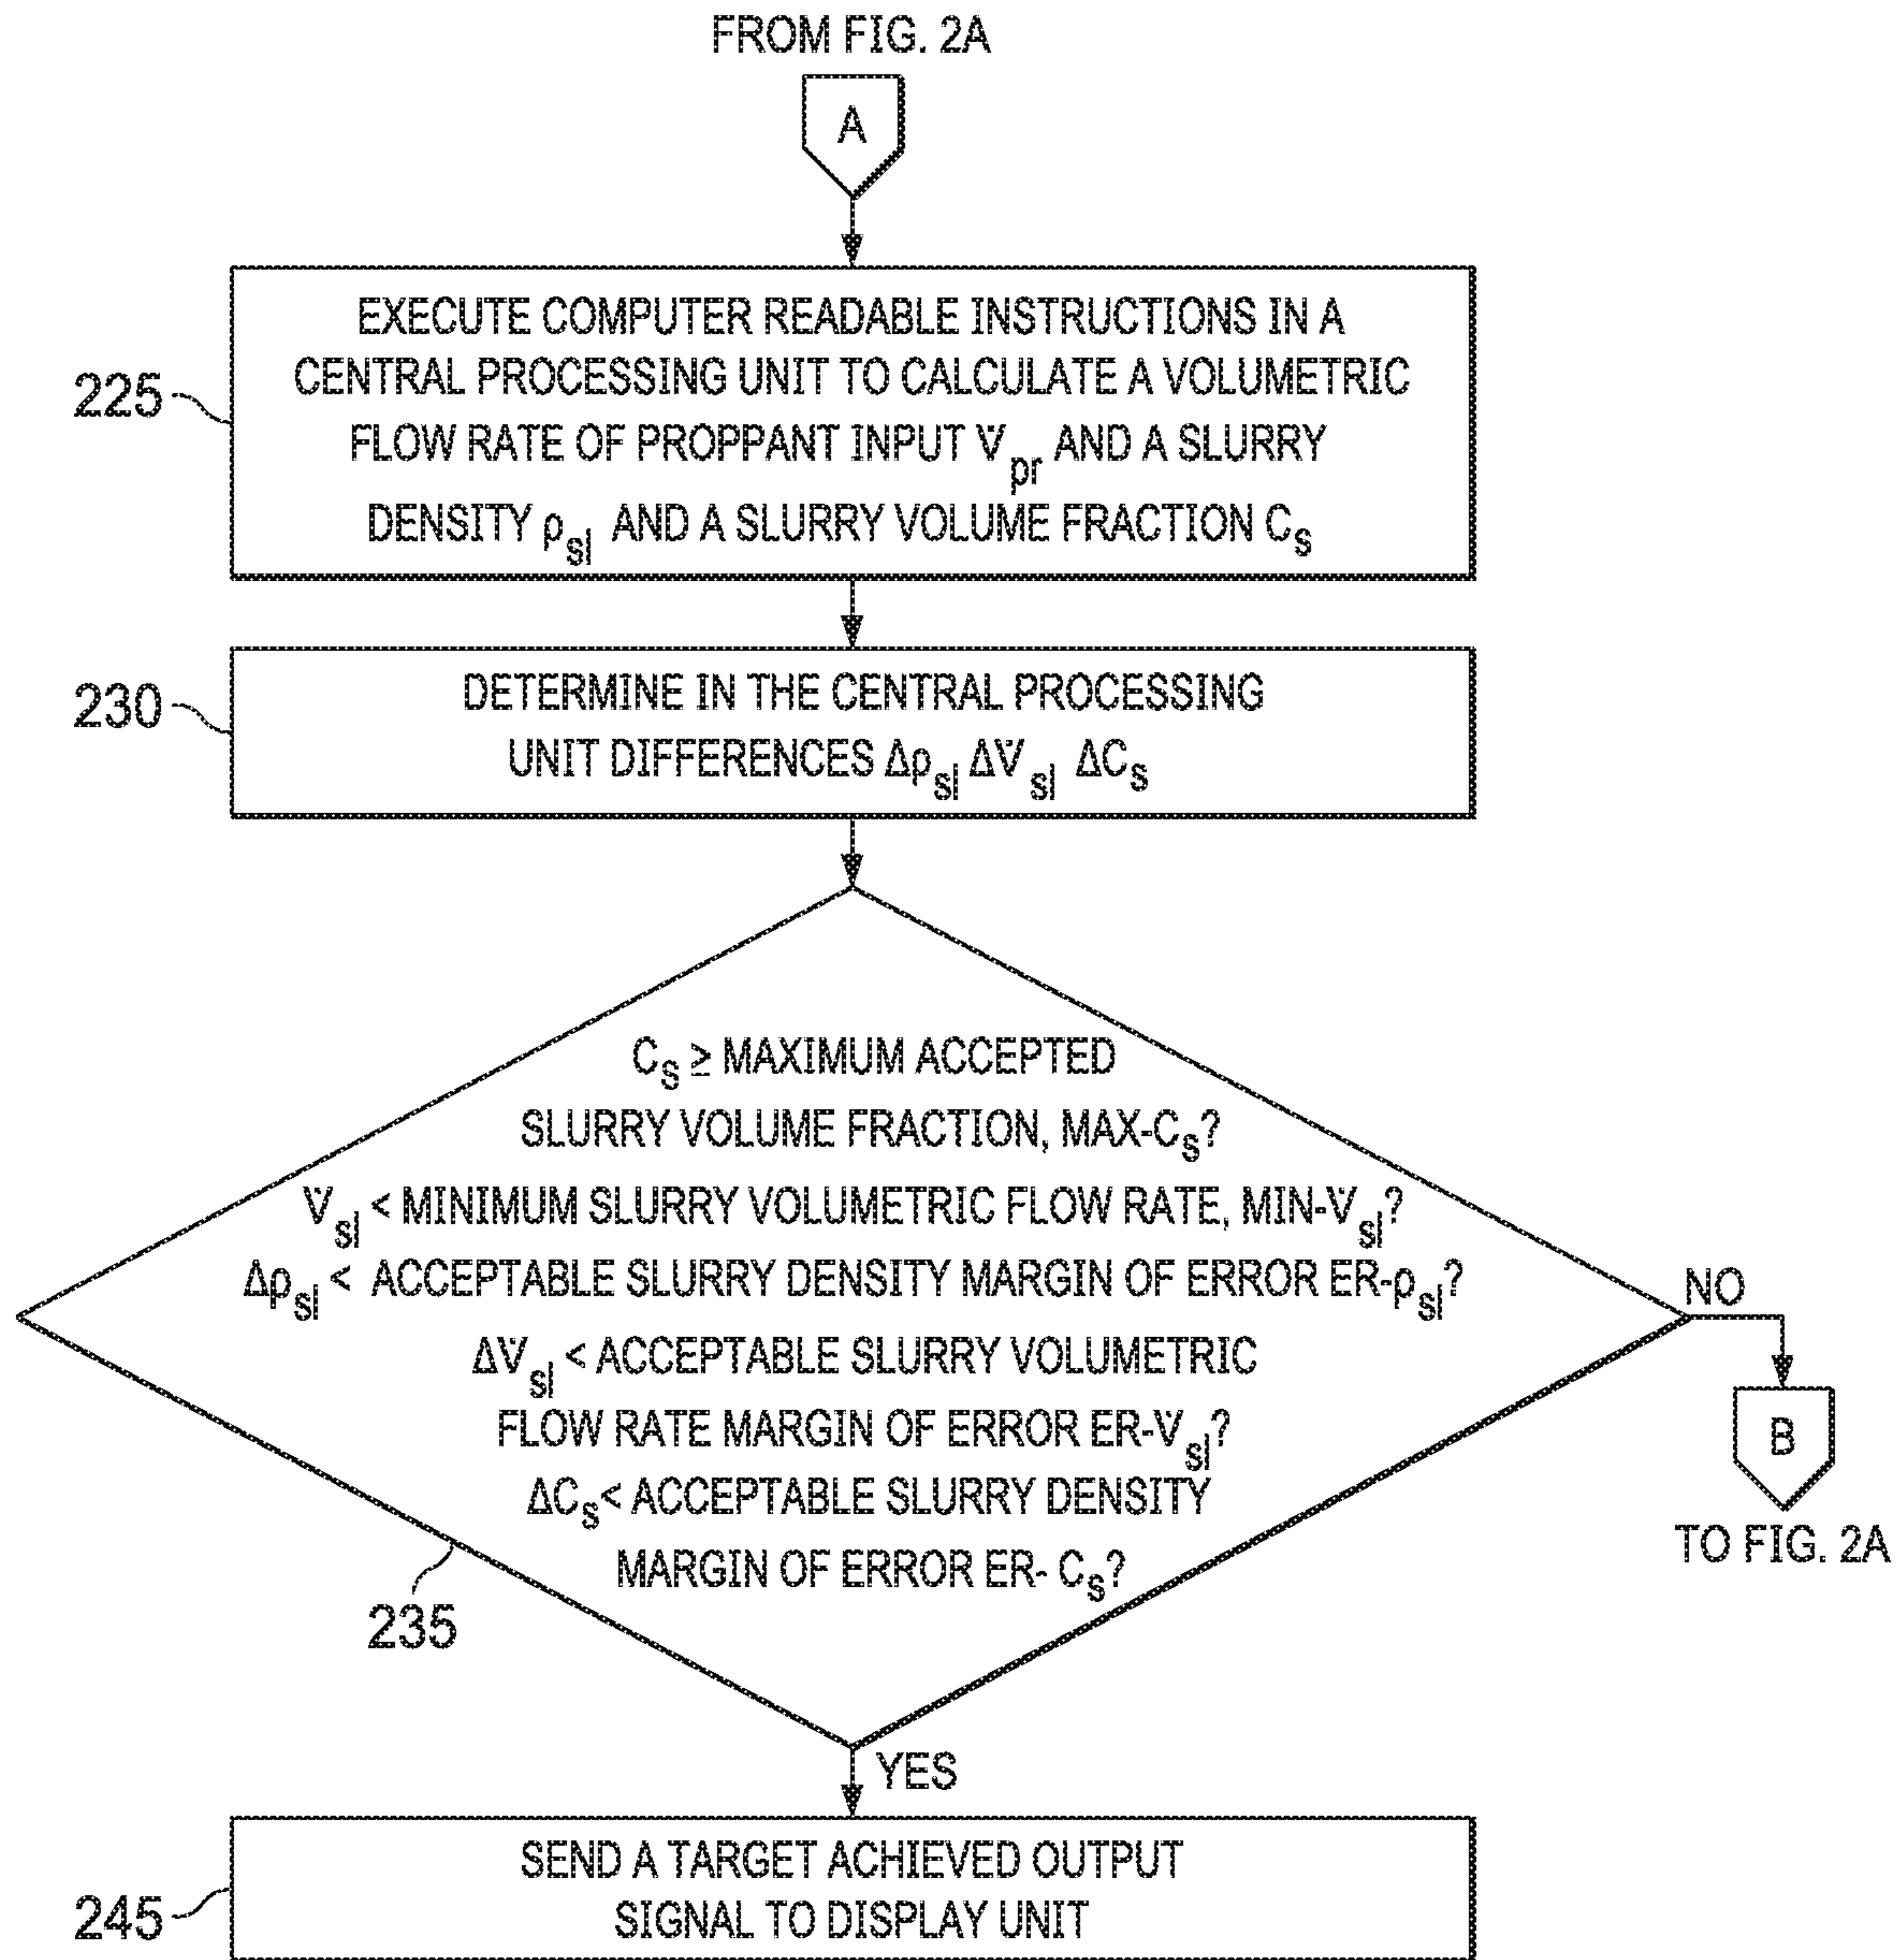 FROM FIG. 2A
A
225
EXECUTE COMPUTER READABLE INSTRUCTIONS IN A
CENTRAL PROCESSING UNIT TO CALCULATE A VOLUMETRIC
FLOW RATE OF PROPPANT INPUT V̇pr AND A SLURRY
DENSITY ρsl AND A SLURRY VOLUME FRACTION Cs
230
DETERMINE IN THE CENTRAL PROCESSING
UNIT DIFFERENCES Δρsl ΔV̇sl ΔCs
Cs ≥ MAXIMUM ACCEPTED
SLURRY VOLUME FRACTION, MAX-Cs?
V̇sl < MINIMUM SLURRY VOLUMETRIC FLOW RATE, MIN-V̇sl?
Δρsl < ACCEPTABLE SLURRY DENSITY MARGIN OF ERROR ER-ρsl?
ΔV̇sl < ACCEPTABLE SLURRY VOLUMETRIC
FLOW RATE MARGIN OF ERROR ER-V̇sl?
ΔCs < ACCEPTABLE SLURRY DENSITY
MARGIN OF ERROR ER- Cs?
235
NO
B
TO FIG. 2A
YES
245
SEND A TARGET ACHIEVED OUTPUT
SIGNAL TO DISPLAY UNIT